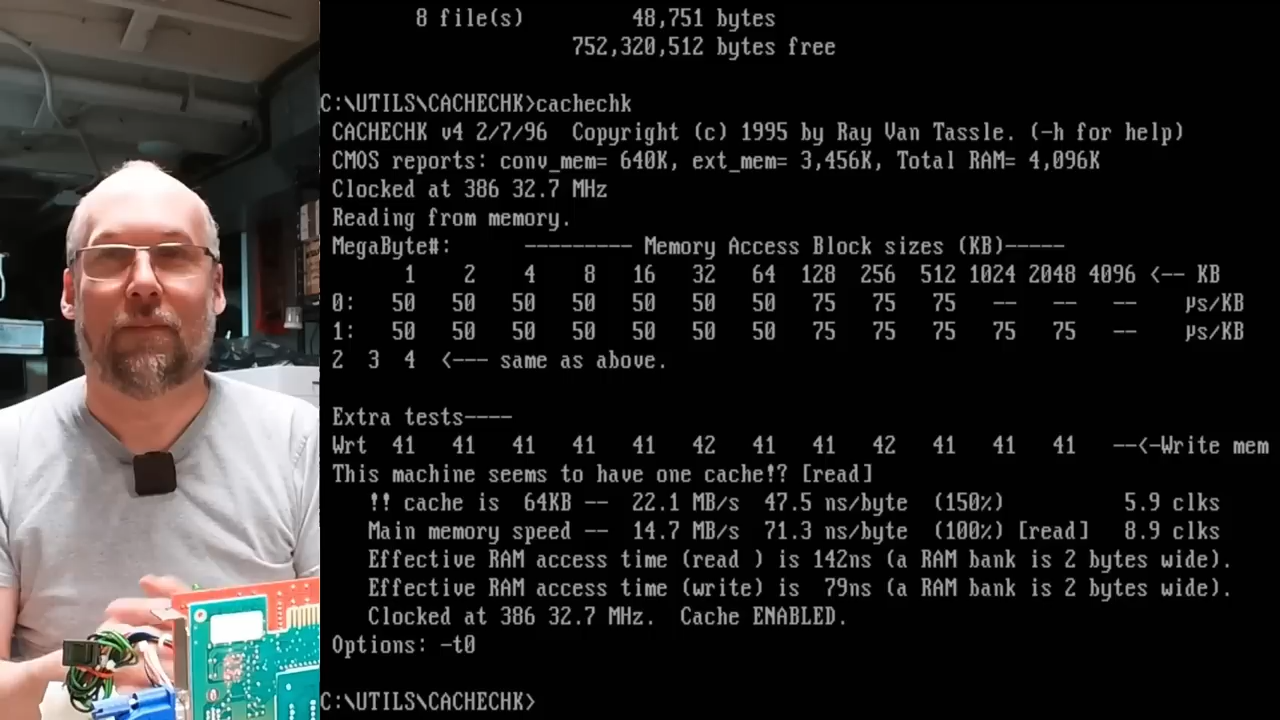 8 file(s) 48,751 bytes
752,320,512 bytes free
C:\UTILS\CACHECHK>cachechk
CACHECHK v4 2/7/96 Copyright (c) 1995 by Ray Van Tassle. (-h for help)
CMOS reports: conv_mem= 640K, ext_mem= 3,456K, Total RAM= 4,096K
Clocked at 386 32.7 MHz
Reading from memory.
MegaByte#: --------- Memory Access Block sizes (KB)-----
1 2 4 8 16 32 64 128 256 512 1024 2048 4096 <-- KB
0: 50 50 50 50 50 50 50 75 75 75 -- -- -- µs/KB
1: 50 50 50 50 50 50 50 75 75 75 75 75 -- µs/KB
2 3 4 <--- same as above.
Extra tests----
Wrt 41 41 41 41 41 42 41 41 42 41 41 41 --<-Write mem
This machine seems to have one cache!? [read]
!! cache is 64KB -- 22.1 MB/s 47.5 ns/byte (150%) 5.9 clks
Main memory speed -- 14.7 MB/s 71.3 ns/byte (100%) [read] 8.9 clks
Effective RAM access time (read ) is 142ns (a RAM bank is 2 bytes wide).
Effective RAM access time (write) is 79ns (a RAM bank is 2 bytes wide).
Clocked at 386 32.7 MHz. Cache ENABLED.
Options: -t0
C:\UTILS\CACHECHK>